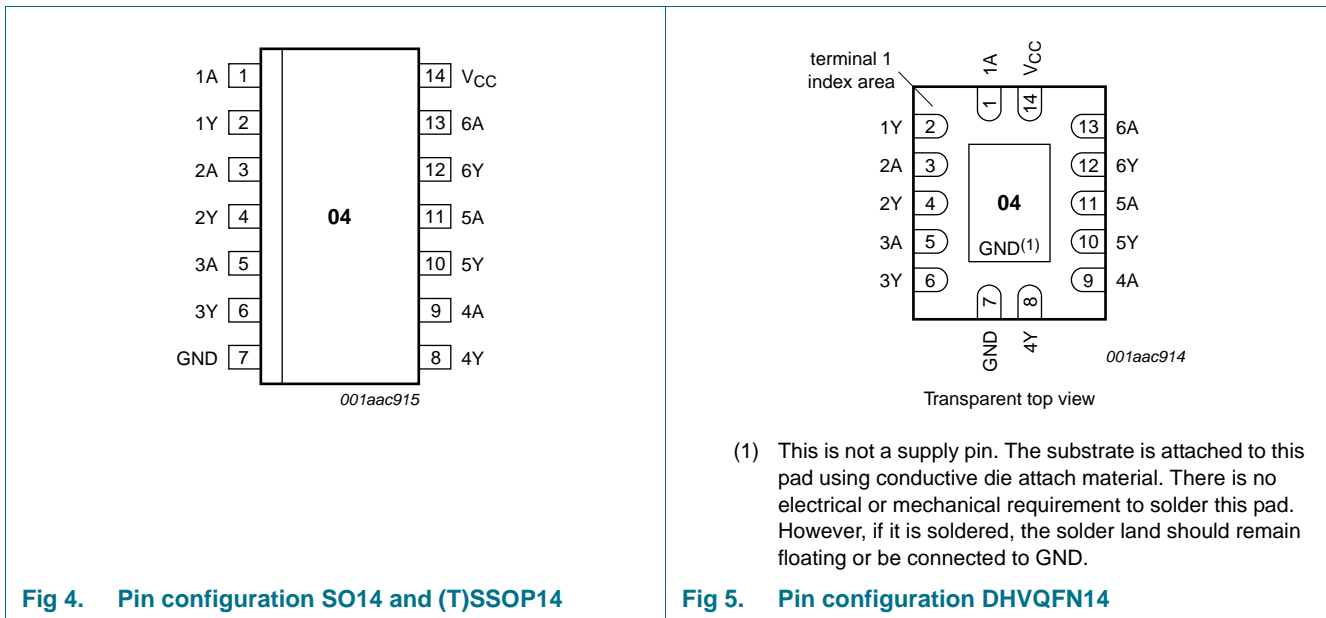 1A 1 14 VCC
1Y 2 13 6A
2A 3 12 6Y
2Y 4 04 11 5A
3A 5 10 5Y
3Y 6 9 4A
GND 7 8 4Y
001aac915
Fig 4. Pin configuration SO14 and (T)SSOP14
terminal 1
index area
1A VCC
1 14
1Y 2 13 6A
2A 3 12 6Y
2Y 4 04 11 5A
3A 5 GND(1) 10 5Y
3Y 6 9 4A
7 8
GND 4Y
001aac914
Transparent top view
(1) This is not a supply pin. The substrate is attached to this
pad using conductive die attach material. There is no
electrical or mechanical requirement to solder this pad.
However, if it is soldered, the solder land should remain
floating or be connected to GND.
Fig 5. Pin configuration DHVQFN14